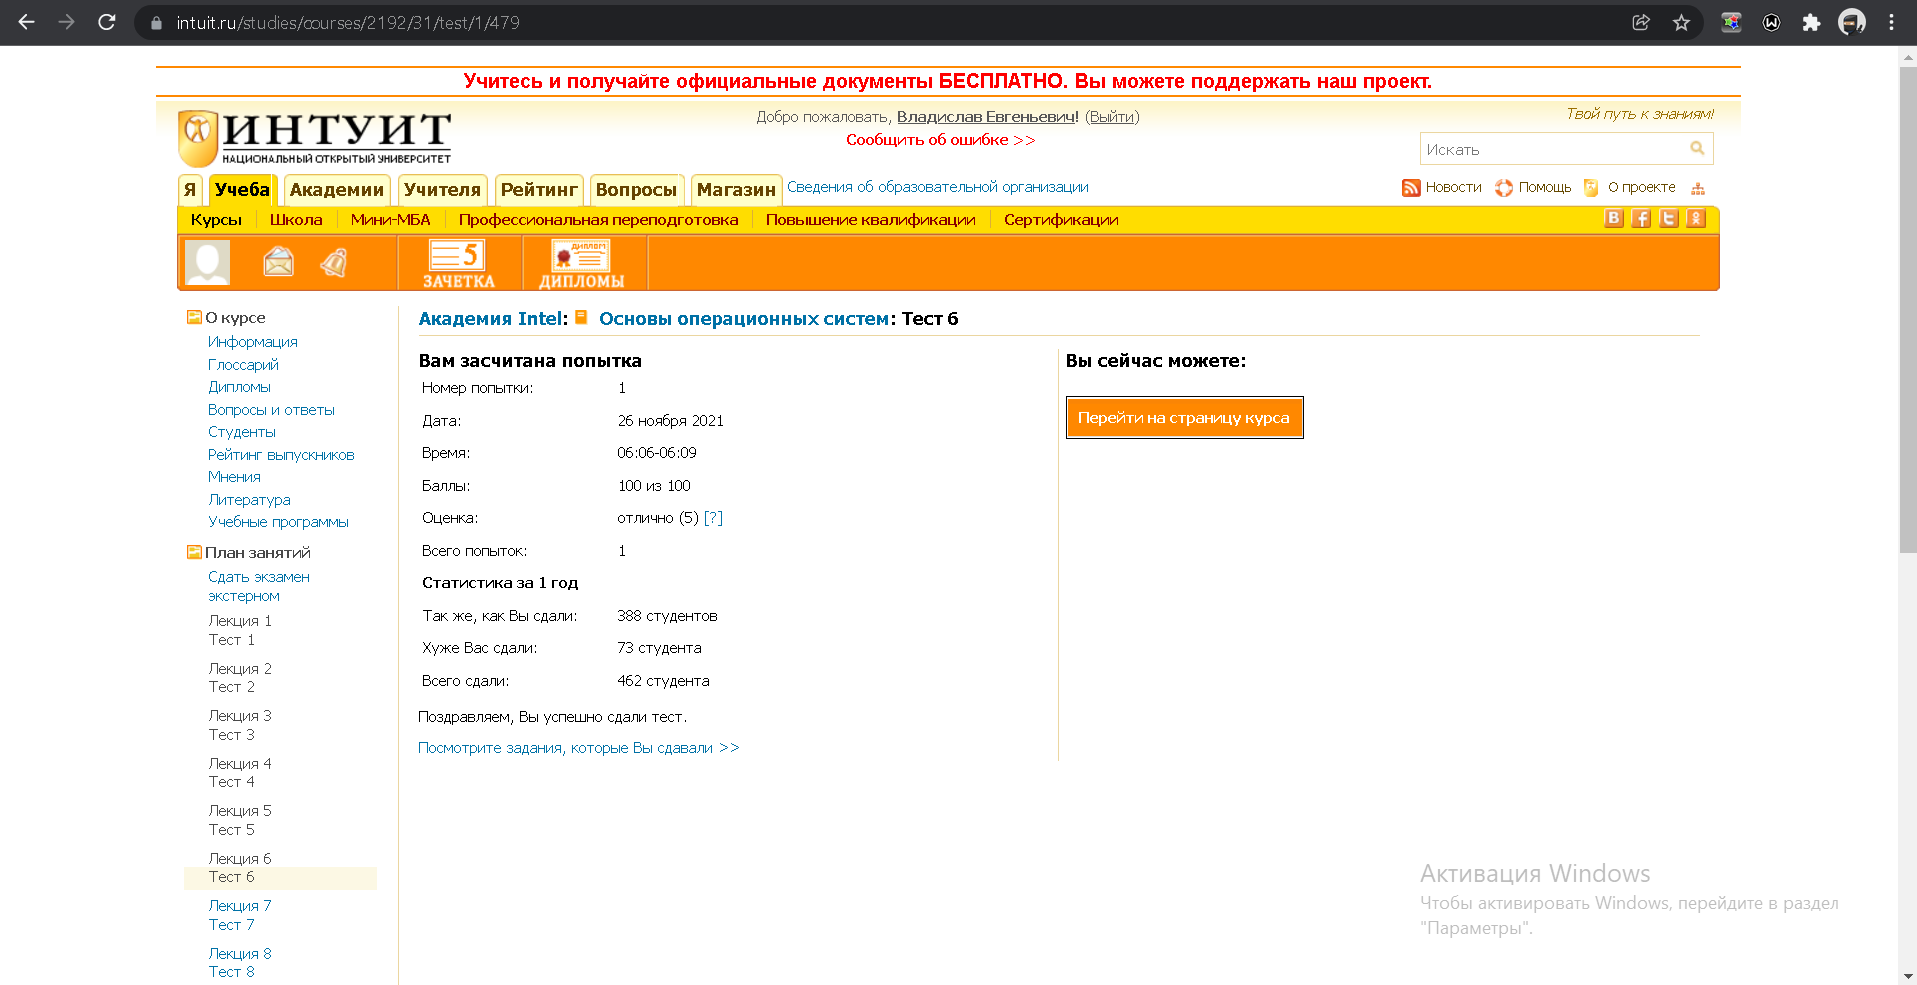 intuit.ru/studies/courses/2192/31/test/1/479
Учитесь и получайте официальные документы БЕСПЛАТНО. Вы можете поддержать наш проект.
ИНТУИТ
НАЦИОНАЛЬНЫЙ ОТКРЫТЫЙ УНИВЕРСИТЕТ
Добро пожаловать, Владислав Евгеньевич! (Выйти)
Сообщить об ошибке >>
Твой путь к знаниям!
Искать
Я Учеба Академии Учителя Рейтинг Вопросы Магазин Сведения об образовательной организации
Новости Помощь О проекте
Курсы Школа Мини-МБА Профессиональная переподготовка Повышение квалификации Сертификации
5 ЗАЧЕТКА
ДИПЛОМ ДИПЛОМЫ
О курсе
Информация
Глоссарий
Дипломы
Вопросы и ответы
Студенты
Рейтинг выпускников
Мнения
Литература
Учебные программы
План занятий
Сдать экзамен
экстерном
Лекция 1
Тест 1
Лекция 2
Тест 2
Лекция 3
Тест 3
Лекция 4
Тест 4
Лекция 5
Тест 5
Лекция 6
Тест 6
Лекция 7
Тест 7
Лекция 8
Тест 8
Академия Intel: Основы операционных систем: Тест 6
Вам засчитана попытка
Номер попытки: 1
Дата: 26 ноября 2021
Время: 06:06-06:09
Баллы: 100 из 100
Оценка: отлично (5) [?]
Всего попыток: 1
Статистика за 1 год
Так же, как Вы сдали: 388 студентов
Хуже Вас сдали: 73 студента
Всего сдали: 462 студента
Поздравляем, Вы успешно сдали тест.
Посмотрите задания, которые Вы сдавали >>
Вы сейчас можете:
Перейти на страницу курса
Активация Windows
Чтобы активировать Windows, перейдите в раздел
"Параметры".